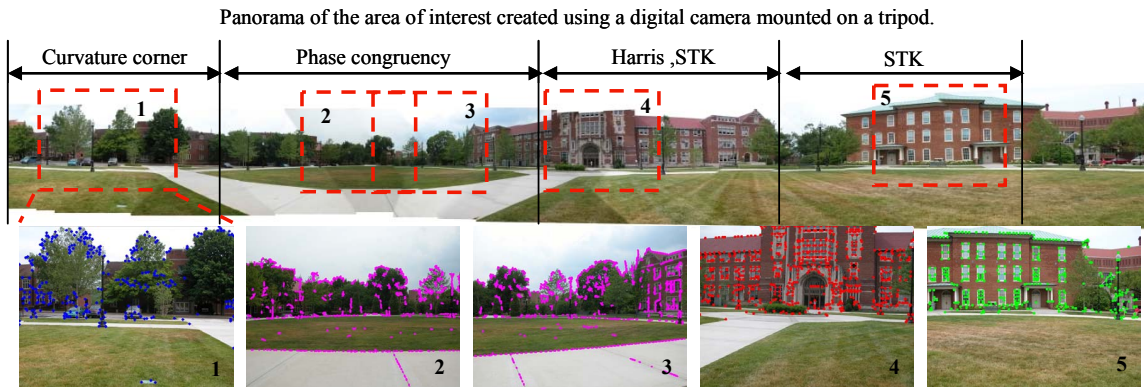 Panorama of the area of interest created using a digital camera mounted on a tripod.
Curvature corner Phase congruency Harris ,STK STK
1 2 3 4 5
1 2 3 4 5